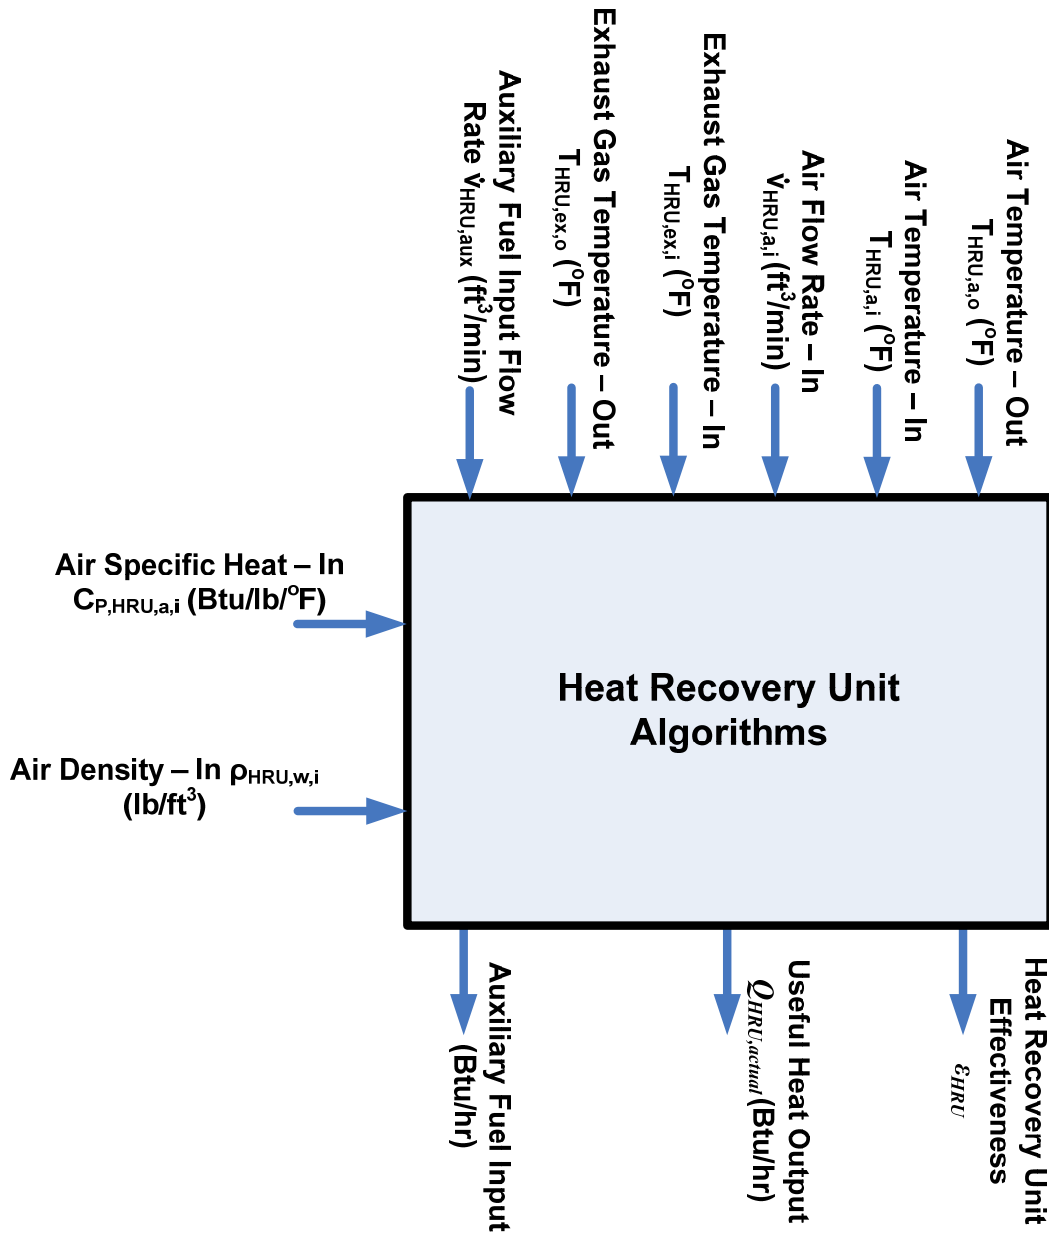 Auxiliary Fuel Input Flow
Rate v̇HRU,aux (ft³/min)
Exhaust Gas Temperature – Out
THRU,ex,o (ºF)
Exhaust Gas Temperature – In
THRU,ex,i (ºF)
Air Flow Rate – In
v̇HRU,a,i (ft³/min)
Air Temperature – In
THRU,a,i (ºF)
Air Temperature – Out
THRU,a,o (ºF)
Air Specific Heat – In
CP,HRU,a,i (Btu/lb/ºF)
Air Density – In ρHRU,w,i
(lb/ft³)
Heat Recovery Unit
Algorithms
Auxiliary Fuel Input
(Btu/hr)
Useful Heat Output
QHRU,actual (Btu/hr)
Heat Recovery Unit
Effectiveness
εHRU